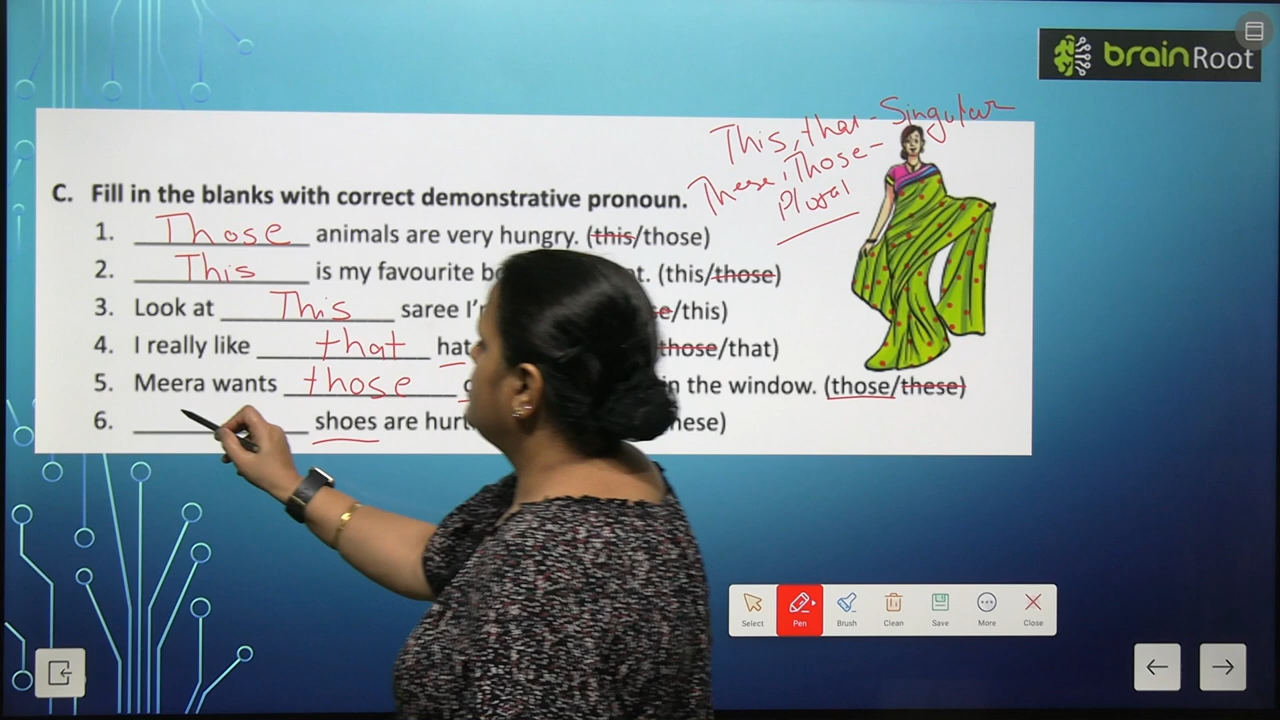 brainRoot
This, that - Singular
These, Those - Plural
C. Fill in the blanks with correct demonstrative pronoun.
1. Those animals are very hungry. (this/those)
2. This is my favourite (this/those)
3. Look at This saree /this)
4. I really like that hat those/that)
5. Meera wants those in the window. (those/these)
6. shoes are
Select Pen Brush Clean Save More Close